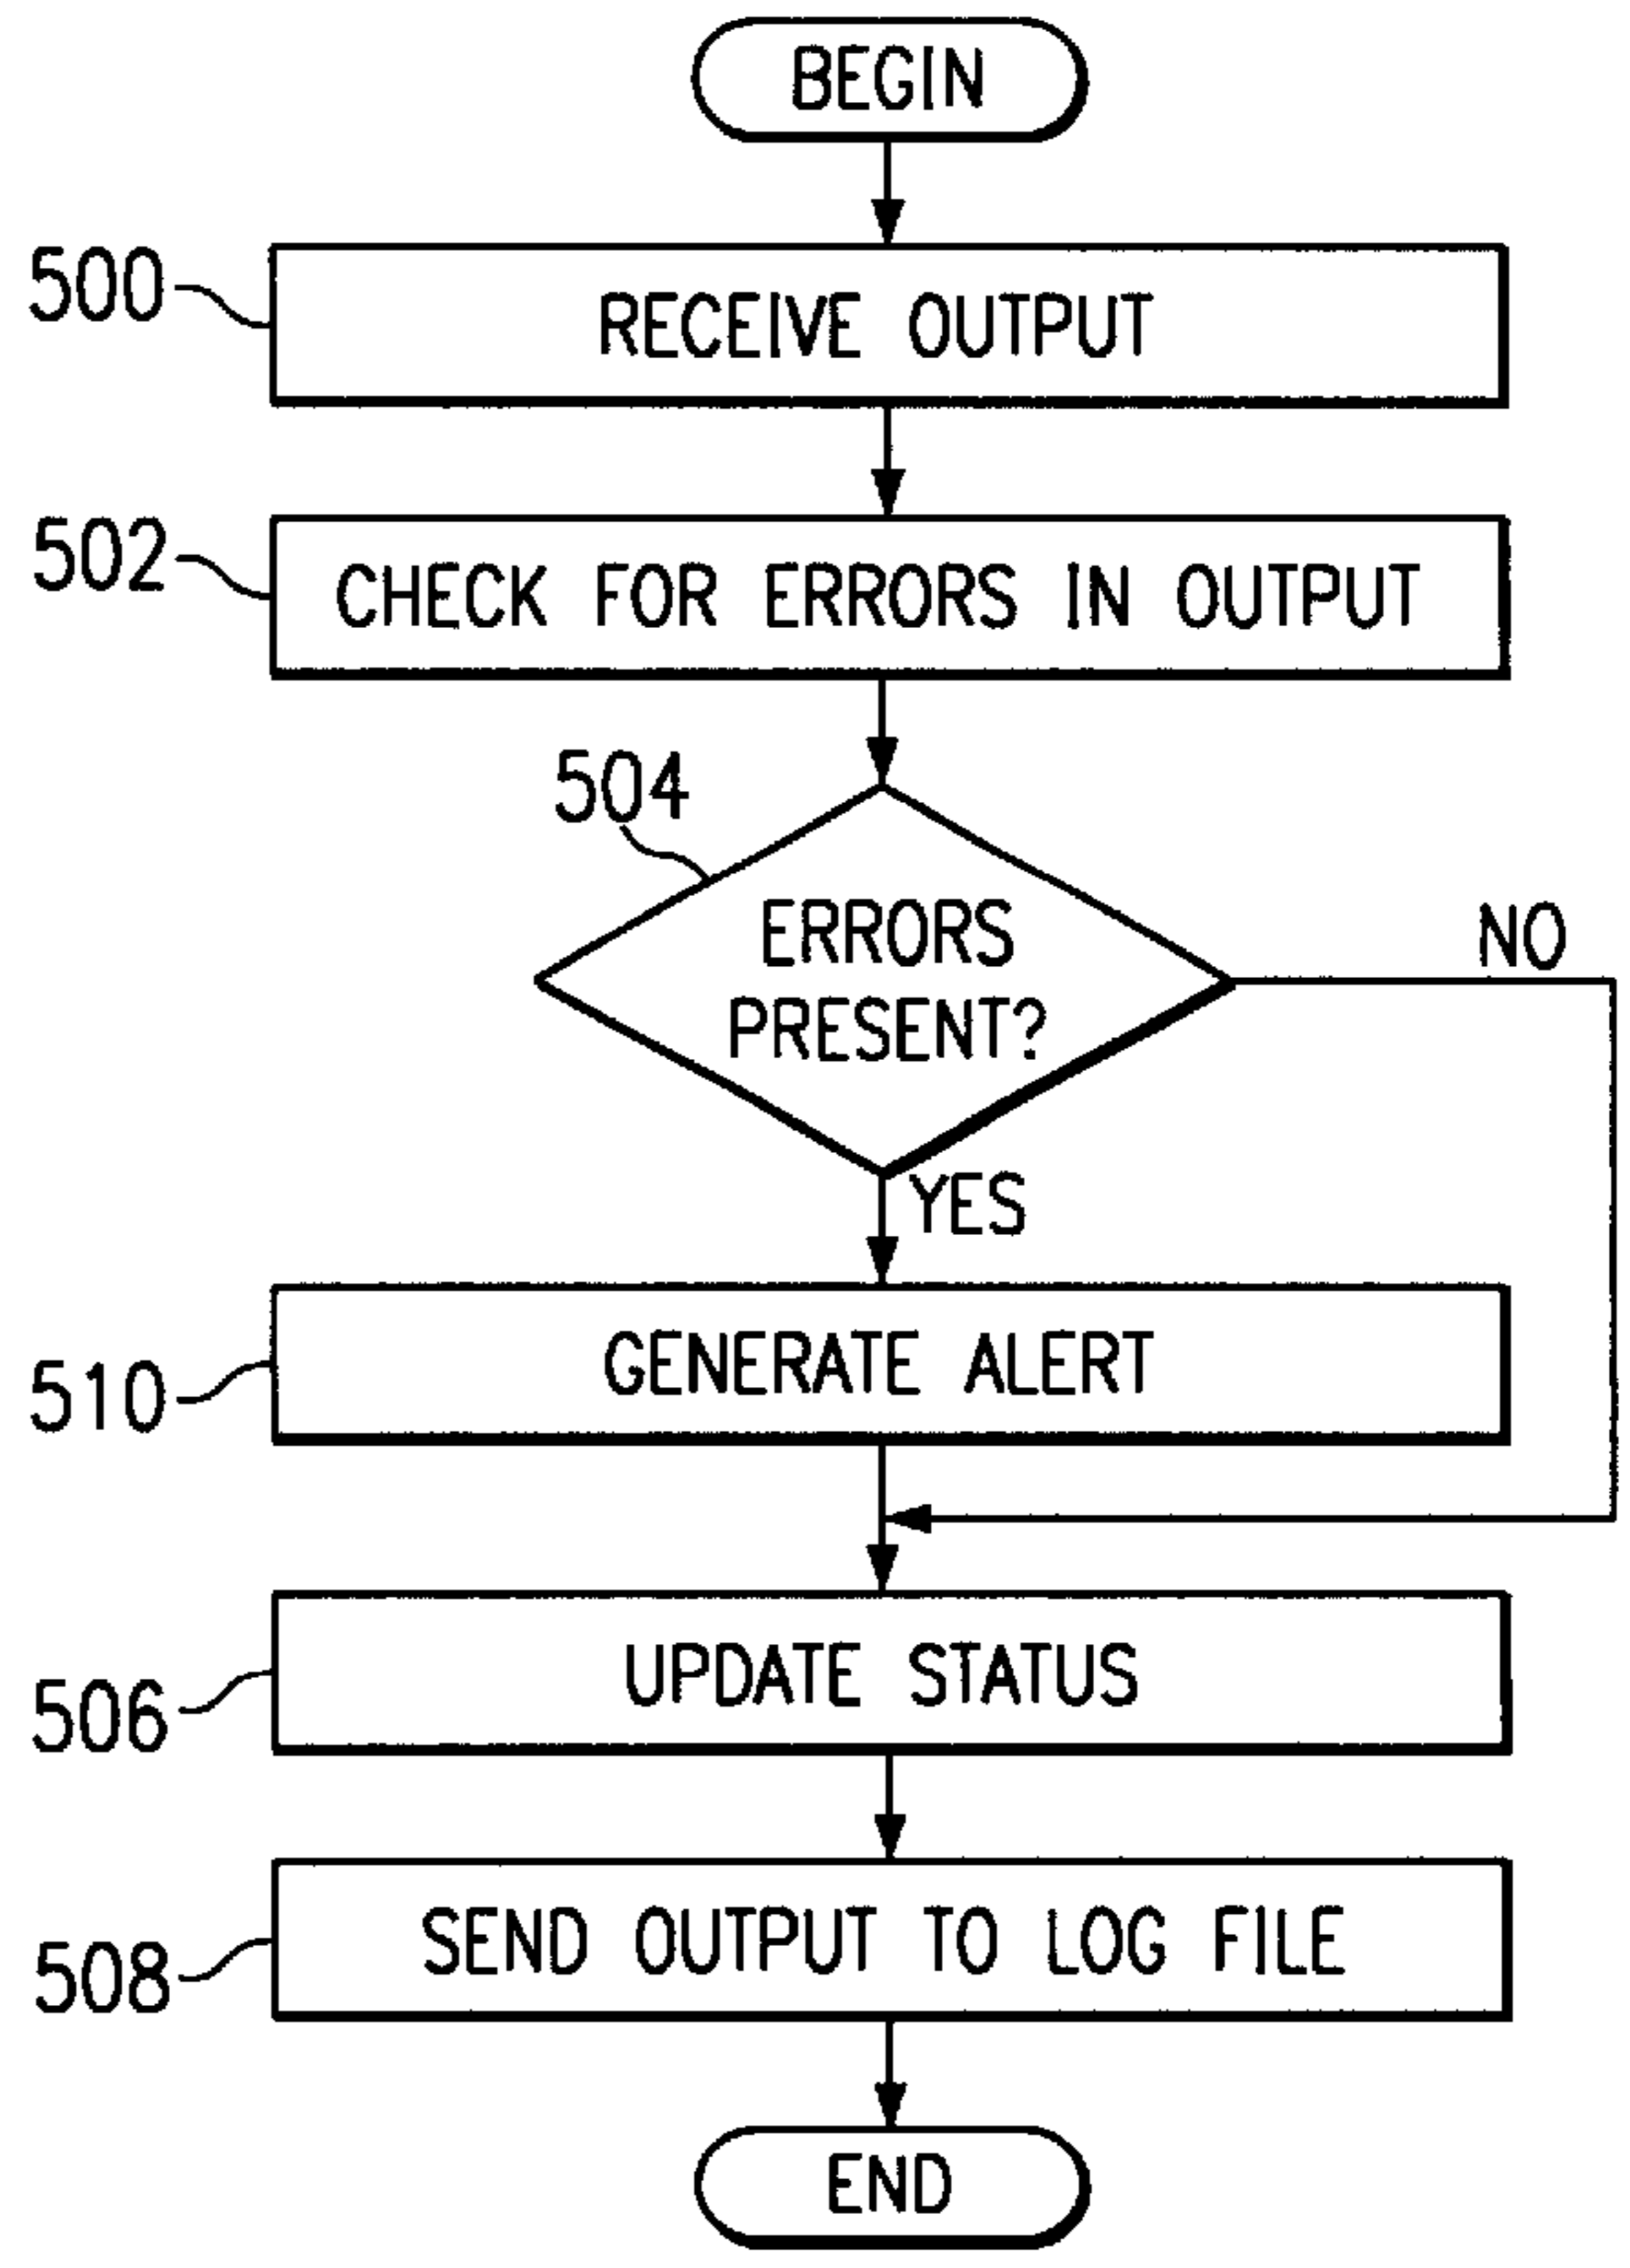 BEGIN
500
RECEIVE OUTPUT
502
CHECK FOR ERRORS IN OUTPUT
504
ERRORS
PRESENT?
NO
YES
510
GENERATE ALERT
506
UPDATE STATUS
508
SEND OUTPUT TO LOG FILE
END